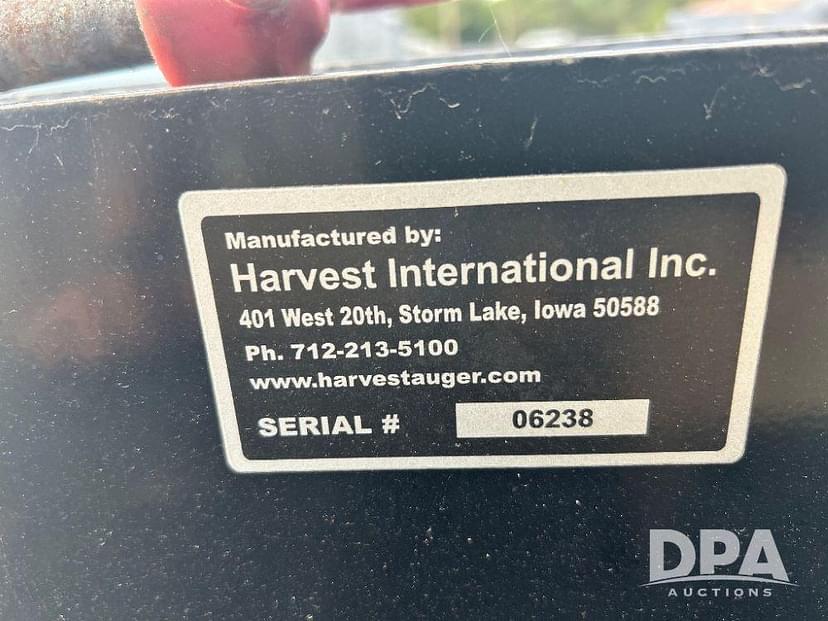 Manufactured by:
Harvest International Inc.
401 West 20th, Storm Lake, Iowa 50588
Ph. 712-213-5100
www.harvestauger.com
SERIAL # 06238
DPA
AUCTIONS